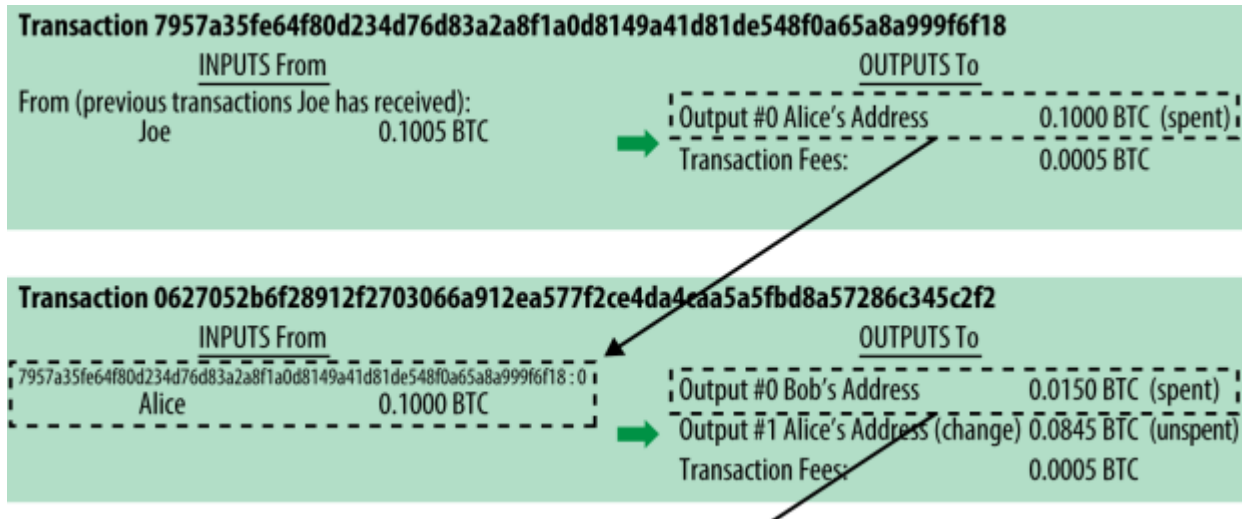 Transaction 7957a35fe64f80d234d76d83a2a8f1a0d8149a41d81de548f0a65a8a999f6f18
INPUTS From
OUTPUTS To
From (previous transactions Joe has received):
Joe 0.1005 BTC
Output #0 Alice's Address 0.1000 BTC (spent)
Transaction Fees: 0.0005 BTC
Transaction 0627052b6f28912f2703066a912ea577f2ce4da4caa5a5fbd8a57286c345c2f2
INPUTS From
OUTPUTS To
7957a35fe64f80d234d76d83a2a8f1a0d8149a41d81de548f0a65a8a999f6f18 : 0
Alice 0.1000 BTC
Output #0 Bob's Address 0.0150 BTC (spent)
Output #1 Alice's Address (change) 0.0845 BTC (unspent)
Transaction Fees: 0.0005 BTC